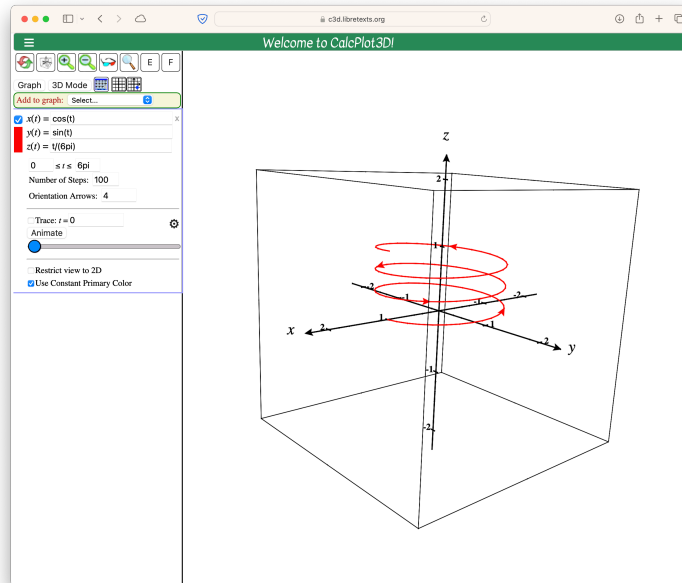 c3d.libretexts.org
Welcome to CalcPlot3D!
E F
Graph 3D Mode
Add to graph: Select...
x(t) = cos(t) x
y(t) = sin(t)
z(t) = t/(6pi)
0 ≤ t ≤ 6pi
Number of Steps: 100
Orientation Arrows: 4
Trace: t = 0
Animate
Restrict view to 2D
Use Constant Primary Color
z
2
1
-2 -1 -1 -2
x 2 1 1 2 y
-1
-2